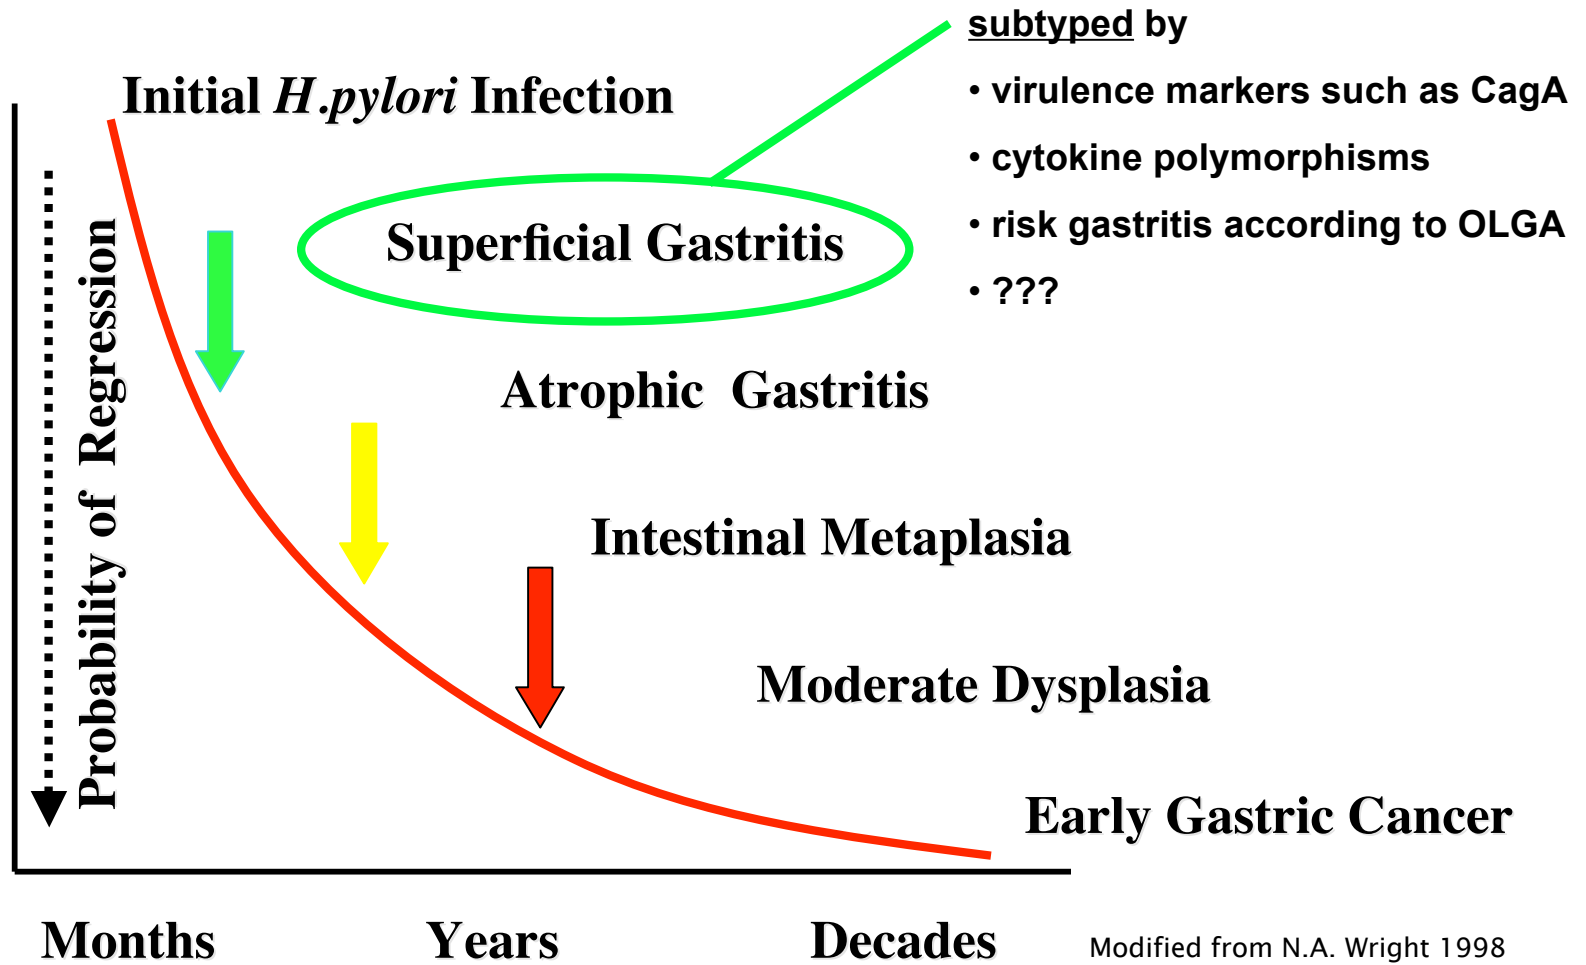 subtyped by
• virulence markers such as CagA
• cytokine polymorphisms
• risk gastritis according to OLGA
• ???
Initial H.pylori Infection
Superficial Gastritis
Atrophic Gastritis
Intestinal Metaplasia
Moderate Dysplasia
Early Gastric Cancer
Probability of Regression
Months Years Decades
Modified from N.A. Wright 1998